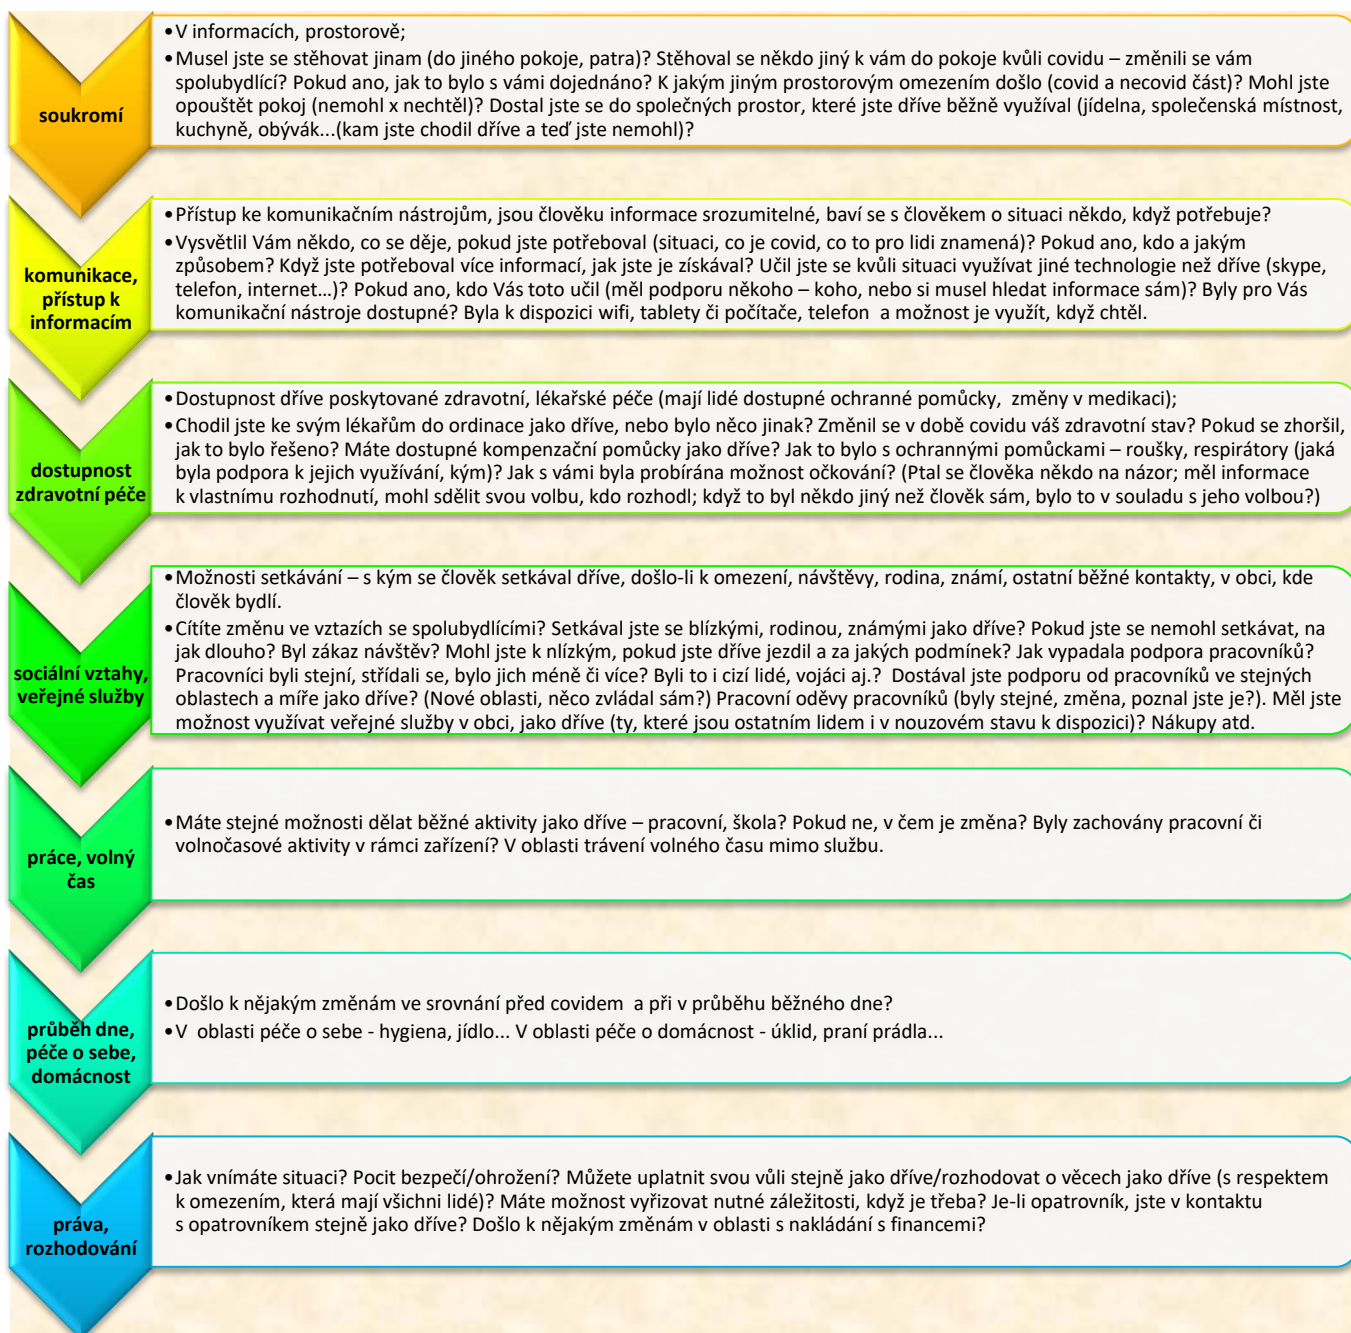 soukromí
•V informacích, prostorově;
•Musel jste se stěhovat jinam (do jiného pokoje, patra)? Stěhoval se někdo jiný k vám do pokoje kvůli covidu – změnili se vám
spolubydlící? Pokud ano, jak to bylo s vámi dojednáno? K jakým jiným prostorovým omezením došlo (covid a necovid část)? Mohl jste
opouštět pokoj (nemohl x nechtěl)? Dostal jste se do společných prostor, které jste dříve běžně využíval (jídelna, společenská místnost,
kuchyně, obývák...(kam jste chodil dříve a teď jste nemohl)?
komunikace,
přístup k
informacím
•Přístup ke komunikačním nástrojům, jsou člověku informace srozumitelné, baví se s člověkem o situaci někdo, když potřebuje?
•Vysvětlil Vám někdo, co se děje, pokud jste potřeboval (situaci, co je covid, co to pro lidi znamená)? Pokud ano, kdo a jakým
způsobem? Když jste potřeboval více informací, jak jste je získával? Učil jste se kvůli situaci využívat jiné technologie než dříve (skype,
telefon, internet…)? Pokud ano, kdo Vás toto učil (měl podporu někoho – koho, nebo si musel hledat informace sám)? Byly pro Vás
komunikační nástroje dostupné? Byla k dispozici wifi, tablety či počítače, telefon a možnost je využít, když chtěl.
dostupnost
zdravotní péče
•Dostupnost dříve poskytované zdravotní, lékařské péče (mají lidé dostupné ochranné pomůcky, změny v medikaci);
•Chodil jste ke svým lékařům do ordinace jako dříve, nebo bylo něco jinak? Změnil se v době covidu váš zdravotní stav? Pokud se zhoršil,
jak to bylo řešeno? Máte dostupné kompenzační pomůcky jako dříve? Jak to bylo s ochrannými pomůckami – roušky, respirátory (jaká
byla podpora k jejich využívání, kým)? Jak s vámi byla probírána možnost očkování? (Ptal se člověka někdo na názor; měl informace
k vlastnímu rozhodnutí, mohl sdělit svou volbu, kdo rozhodl; když to byl někdo jiný než člověk sám, bylo to v souladu s jeho volbou?)
sociální vztahy,
veřejné služby
•Možnosti setkávání – s kým se člověk setkával dříve, došlo-li k omezení, návštěvy, rodina, známí, ostatní běžné kontakty, v obci, kde
člověk bydlí.
•Cítíte změnu ve vztazích se spolubydlícími? Setkával jste se blízkými, rodinou, známými jako dříve? Pokud jste se nemohl setkávat, na
jak dlouho? Byl zákaz návštěv? Mohl jste k nlízkým, pokud jste dříve jezdil a za jakých podmínek? Jak vypadala podpora pracovníků?
Pracovníci byli stejní, střídali se, bylo jich méně či více? Byli to i cizí lidé, vojáci aj.? Dostával jste podporu od pracovníků ve stejných
oblastech a míře jako dříve? (Nové oblasti, něco zvládal sám?) Pracovní oděvy pracovníků (byly stejné, změna, poznal jste je?). Měl jste
možnost využívat veřejné služby v obci, jako dříve (ty, které jsou ostatním lidem i v nouzovém stavu k dispozici)? Nákupy atd.
práce, volný
čas
•Máte stejné možnosti dělat běžné aktivity jako dříve – pracovní, škola? Pokud ne, v čem je změna? Byly zachovány pracovní či
volnočasové aktivity v rámci zařízení? V oblasti trávení volného času mimo službu.
průběh dne,
péče o sebe,
domácnost
•Došlo k nějakým změnám ve srovnání před covidem a při v průběhu běžného dne?
•V oblasti péče o sebe - hygiena, jídlo... V oblasti péče o domácnost - úklid, praní prádla...
práva,
rozhodování
•Jak vnímáte situaci? Pocit bezpečí/ohrožení? Můžete uplatnit svou vůli stejně jako dříve/rozhodovat o věcech jako dříve (s respektem
k omezením, která mají všichni lidé)? Máte možnost vyřizovat nutné záležitosti, když je třeba? Je-li opatrovník, jste v kontaktu
s opatrovníkem stejně jako dříve? Došlo k nějakým změnám v oblasti s nakládání s financemi?